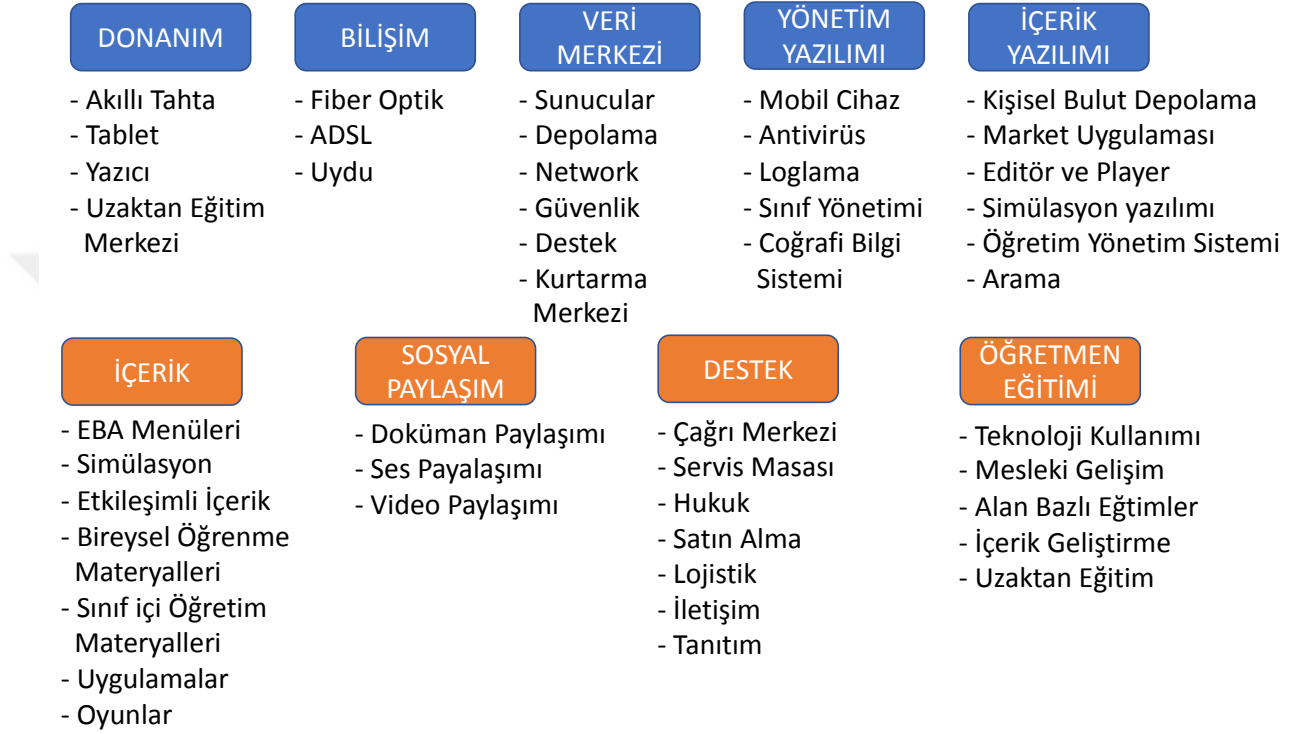 DONANIM
- Akıllı Tahta
- Tablet
- Yazıcı
- Uzaktan Eğitim
Merkezi
BİLİŞİM
- Fiber Optik
- ADSL
- Uydu
VERİ
MERKEZİ
- Sunucular
- Depolama
- Network
- Güvenlik
- Destek
- Kurtarma
Merkezi
YÖNETİM
YAZILIMI
- Mobil Cihaz
- Antivirüs
- Loglama
- Sınıf Yönetimi
- Coğrafi Bilgi
Sistemi
İÇERİK
YAZILIMI
- Kişisel Bulut Depolama
- Market Uygulaması
- Editör ve Player
- Simülasyon yazılımı
- Öğretim Yönetim Sistemi
- Arama
İÇERİK
- EBA Menüleri
- Simülasyon
- Etkileşimli İçerik
- Bireysel Öğrenme
Materyalleri
- Sınıf içi Öğretim
Materyalleri
- Uygulamalar
- Oyunlar
SOSYAL
PAYLAŞIM
- Doküman Paylaşımı
- Ses Payalaşımı
- Video Paylaşımı
DESTEK
- Çağrı Merkezi
- Servis Masası
- Hukuk
- Satın Alma
- Lojistik
- İletişim
- Tanıtım
ÖĞRETMEN
EĞİTİMİ
- Teknoloji Kullanımı
- Mesleki Gelişim
- Alan Bazlı Eğtimler
- İçerik Geliştirme
- Uzaktan Eğitim